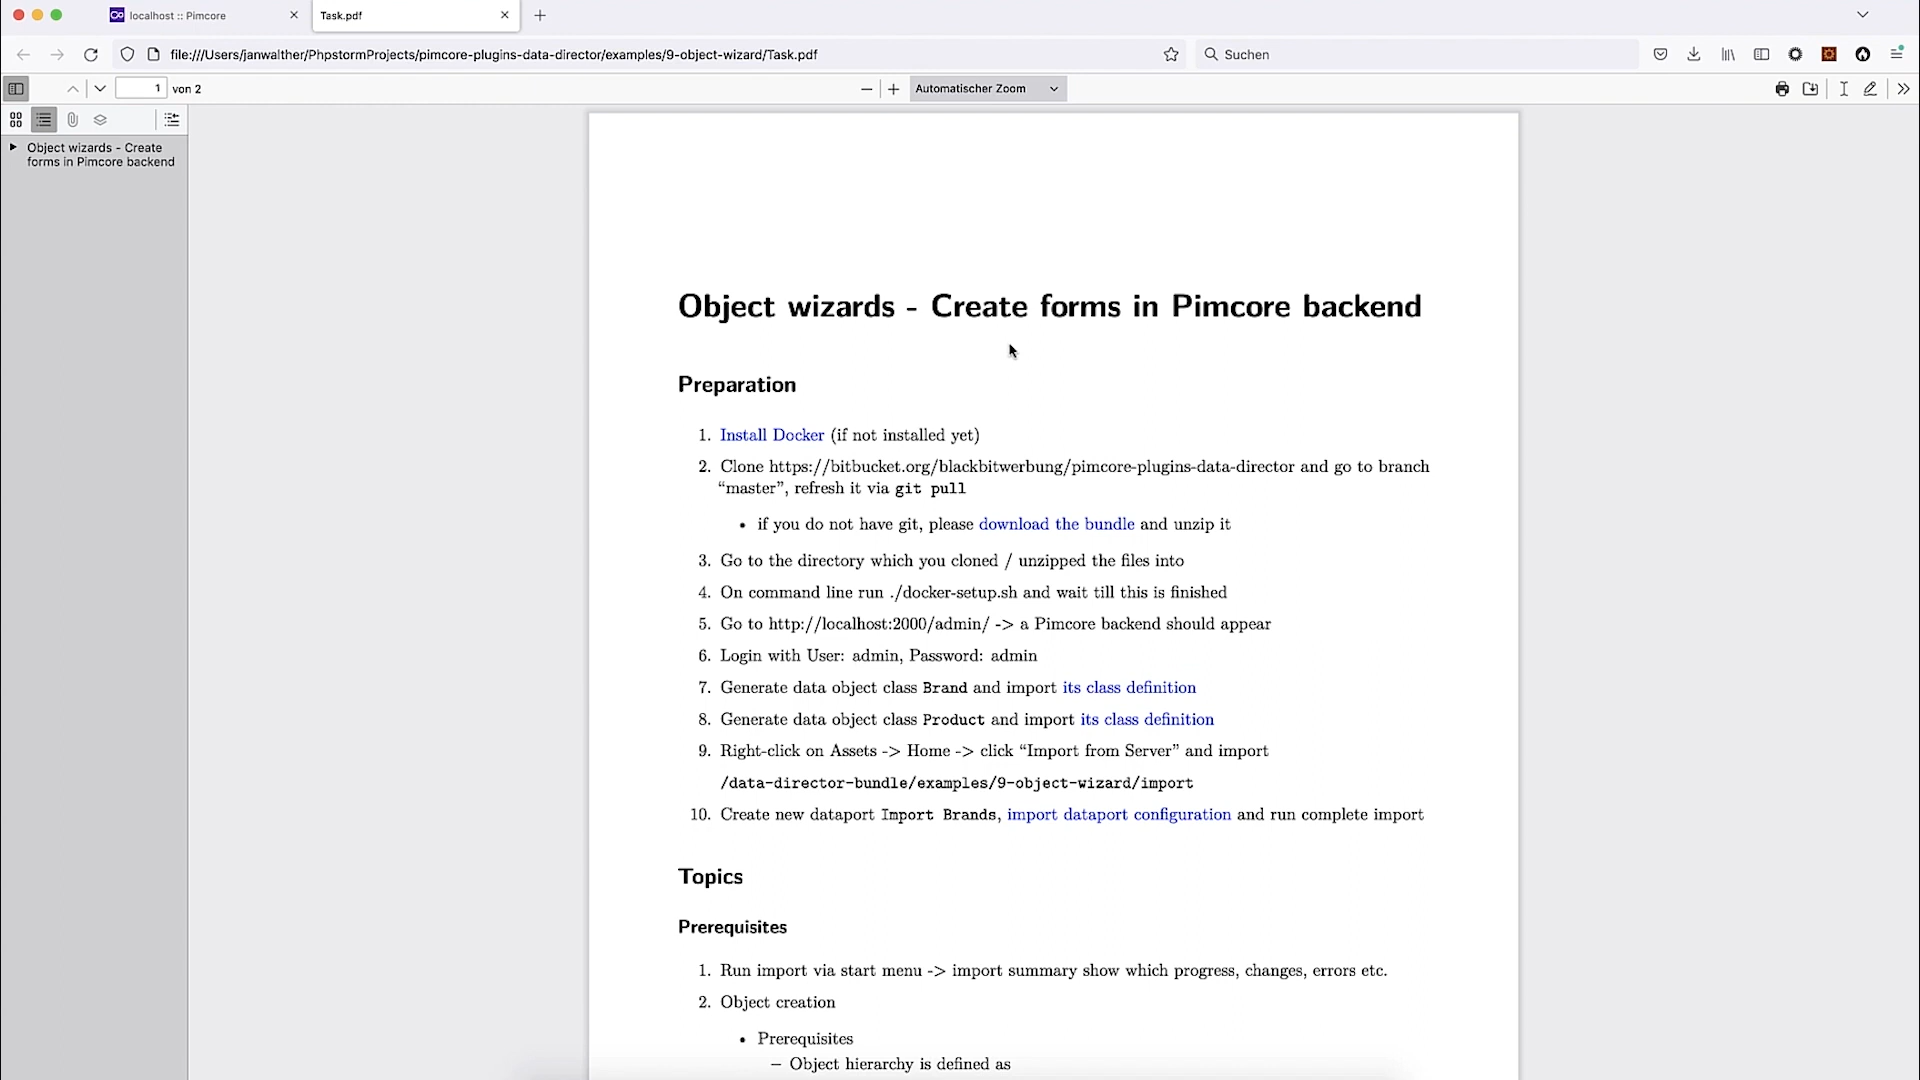 localhost :: Pimcore
Task.pdf
file:///Users/janwalther/PhpstormProjects/pimcore-plugins-data-director/examples/9-object-wizard/Task.pdf
Suchen
1 von 2
Automatischer Zoom
Object wizards - Create
forms in Pimcore backend
Object wizards - Create forms in Pimcore backend
Preparation
1. Install Docker (if not installed yet)
2. Clone https://bitbucket.org/blackbitwerbung/pimcore-plugins-data-director and go to branch
“master”, refresh it via git pull
• if you do not have git, please download the bundle and unzip it
3. Go to the directory which you cloned / unzipped the files into
4. On command line run ./docker-setup.sh and wait till this is finished
5. Go to http://localhost:2000/admin/ -> a Pimcore backend should appear
6. Login with User: admin, Password: admin
7. Generate data object class Brand and import its class definition
8. Generate data object class Product and import its class definition
9. Right-click on Assets -> Home -> click “Import from Server” and import
/data-director-bundle/examples/9-object-wizard/import
10. Create new dataport Import Brands, import dataport configuration and run complete import
Topics
Prerequisites
1. Run import via start menu -> import summary show which progress, changes, errors etc.
2. Object creation
• Prerequisites
– Object hierarchy is defined as